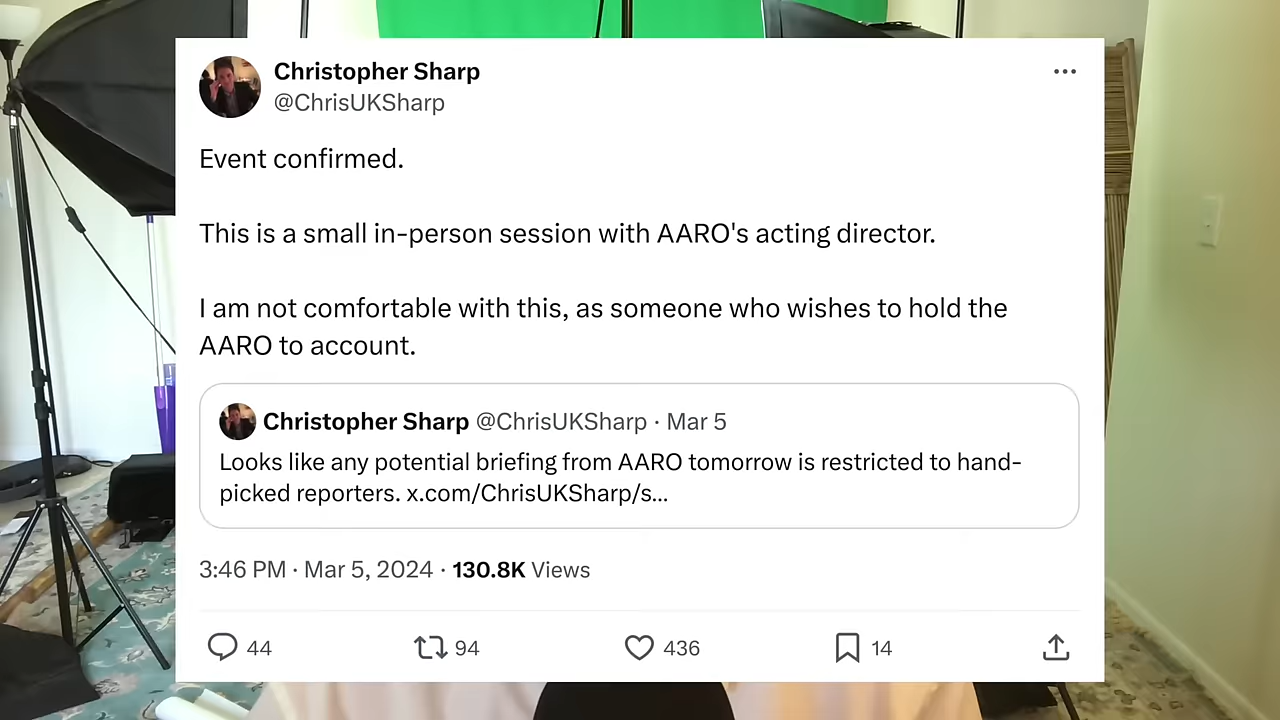 Christopher Sharp
@ChrisUKSharp
Event confirmed.
This is a small in-person session with AARO's acting director.
I am not comfortable with this, as someone who wishes to hold the
AARO to account.
Christopher Sharp @ChrisUKSharp · Mar 5
Looks like any potential briefing from AARO tomorrow is restricted to hand-
picked reporters. x.com/ChrisUKSharp/s...
3:46 PM · Mar 5, 2024 · 130.8K Views
44 94 436 14